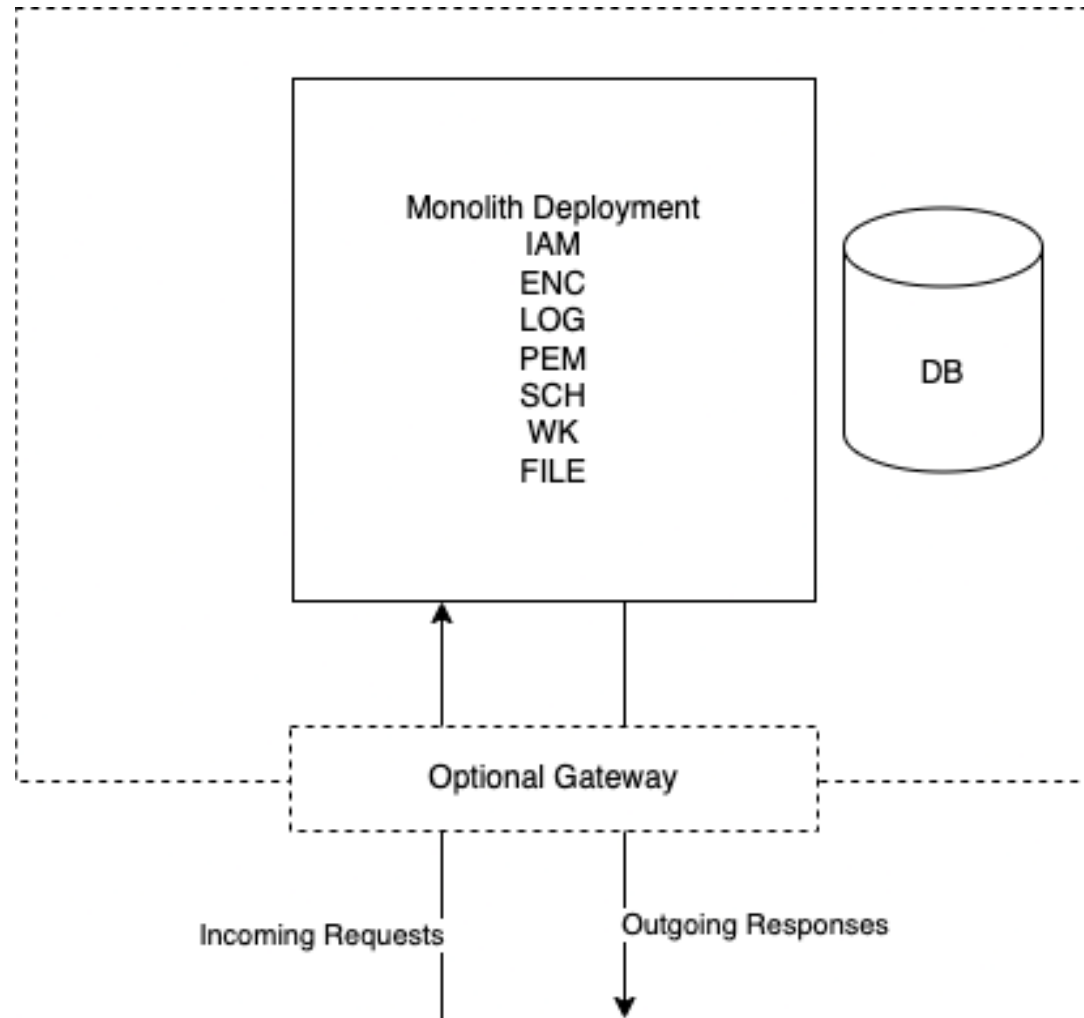 Monolith Deployment
IAM
ENC
LOG
PEM
SCH
WK
FILE
DB
Optional Gateway
Incoming Requests
Outgoing Responses